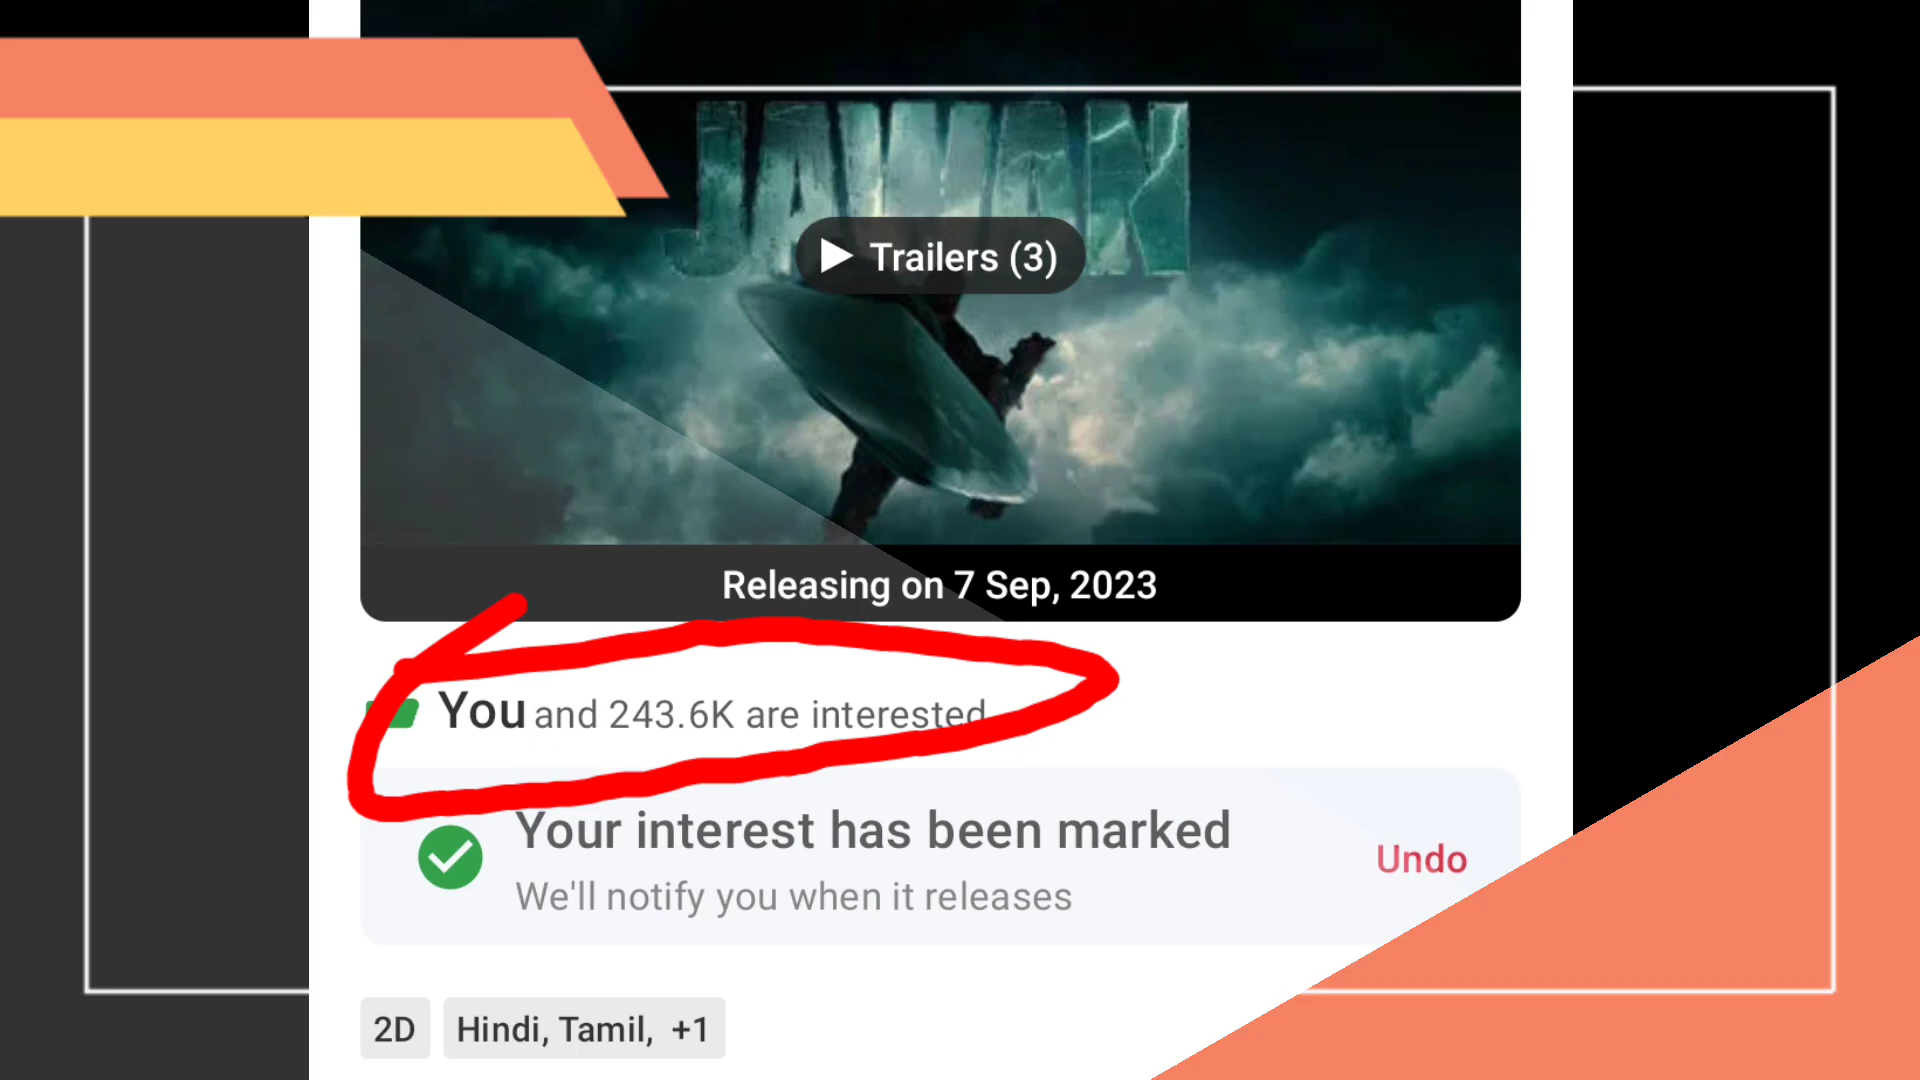 JAWAN
Trailers (3)
Releasing on 7 Sep, 2023
You and 243.6K are interested
Your interest has been marked
We'll notify you when it releases
Undo
2D
Hindi, Tamil, +1